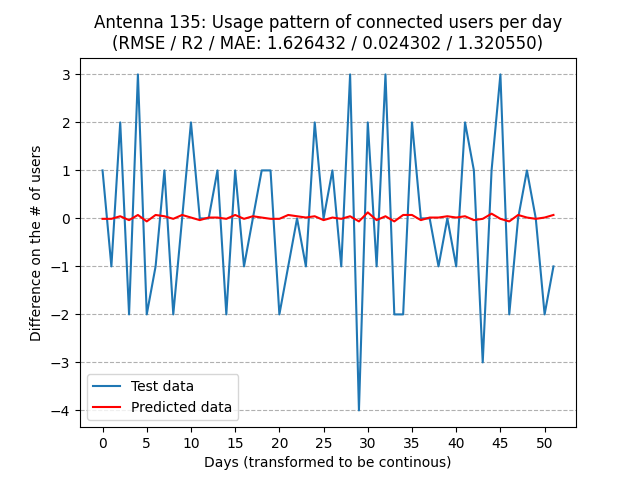 Antenna 135: Usage pattern of connected users per day
(RMSE / R2 / MAE: 1.626432 / 0.024302 / 1.320550)
3
2
1
0
−1
−2
−3
−4
Difference on the # of users
Test data
Predicted data
0 5 10 15 20 25 30 35 40 45 50
Days (transformed to be continous)